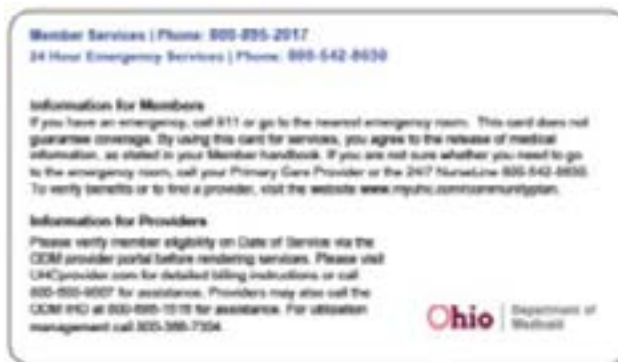 Member Services | Phone: 800-895-2017
24 Hour Emergency Services | Phone: 800-542-8630
Information for Members
If you have an emergency, call 911 or go to the nearest emergency room. This card does not
guarantee coverage. By using this card for services, you agree to the release of medical
information, as stated in your Member handbook. If you are not sure whether you need to go
to the emergency room, call your Primary Care Provider or the 24/7 NurseLine 800-542-8630.
To verify benefits or to find a provider, visit the website www.myuhc.com/communityplan.
Information for Providers
Please verify member eligibility on Date of Service via the
ODM provider portal before rendering services. Please visit
UHCprovider.com for detailed billing instructions or call
for assistance. Providers may also call the
ODM at for assistance. For utilization
management call
Ohio | Department of
Medicaid